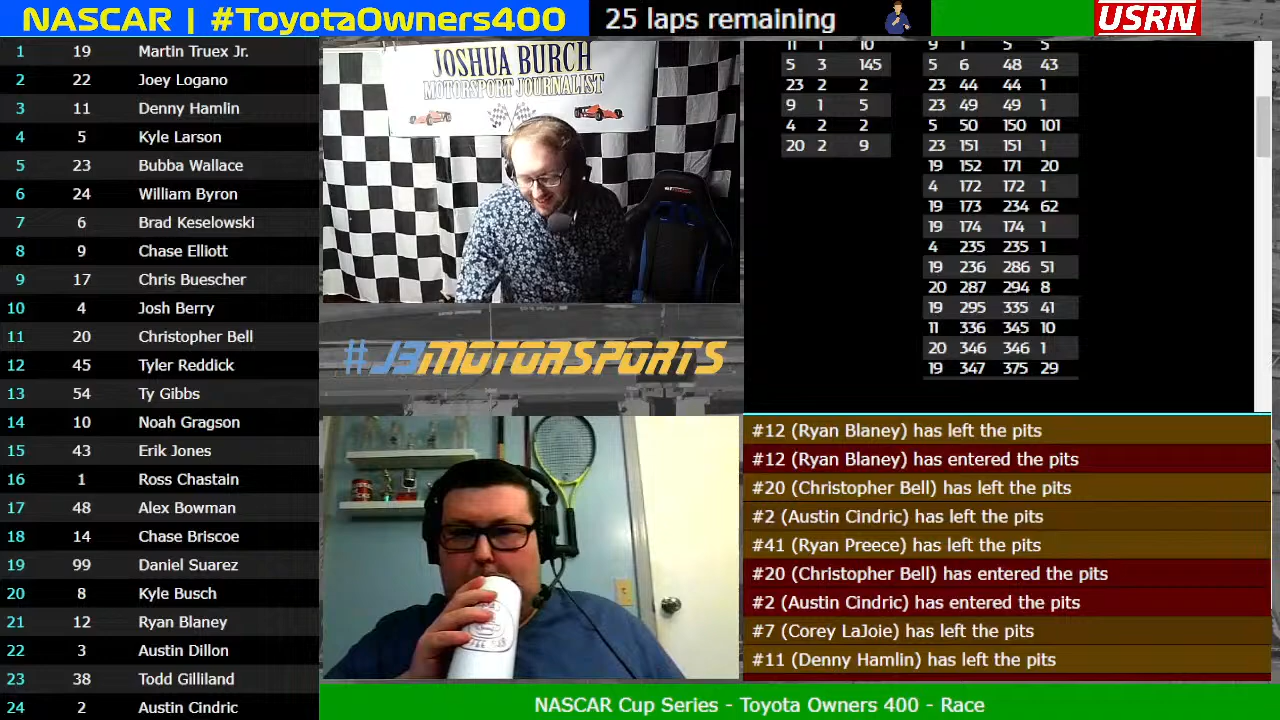 NASCAR | #ToyotaOwners400
25 laps remaining
USRN
1 19 Martin Truex Jr.
2 22 Joey Logano
3 11 Denny Hamlin
4 5 Kyle Larson
5 23 Bubba Wallace
6 24 William Byron
7 6 Brad Keselowski
8 9 Chase Elliott
9 17 Chris Buescher
10 4 Josh Berry
11 20 Christopher Bell
12 45 Tyler Reddick
13 54 Ty Gibbs
14 10 Noah Gragson
15 43 Erik Jones
16 1 Ross Chastain
17 48 Alex Bowman
18 14 Chase Briscoe
19 99 Daniel Suarez
20 8 Kyle Busch
21 12 Ryan Blaney
22 3 Austin Dillon
23 38 Todd Gilliland
24 2 Austin Cindric
JOSHUA BURCH
MOTORSPORT JOURNALIST
#JBMOTORSPORTS
11 1 10
5 3 145
23 2 2
9 1 5
4 2 2
20 2 9
9 1 5 5
5 6 48 43
23 44 44 1
23 49 49 1
5 50 150 101
23 151 151 1
19 152 171 20
4 172 172 1
19 173 234 62
19 174 174 1
4 235 235 1
19 236 286 51
20 287 294 8
19 295 335 41
11 336 345 10
20 346 346 1
19 347 375 29
#12 (Ryan Blaney) has left the pits
#12 (Ryan Blaney) has entered the pits
#20 (Christopher Bell) has left the pits
#2 (Austin Cindric) has left the pits
#41 (Ryan Preece) has left the pits
#20 (Christopher Bell) has entered the pits
#2 (Austin Cindric) has entered the pits
#7 (Corey LaJoie) has left the pits
#11 (Denny Hamlin) has left the pits
NASCAR Cup Series - Toyota Owners 400 - Race